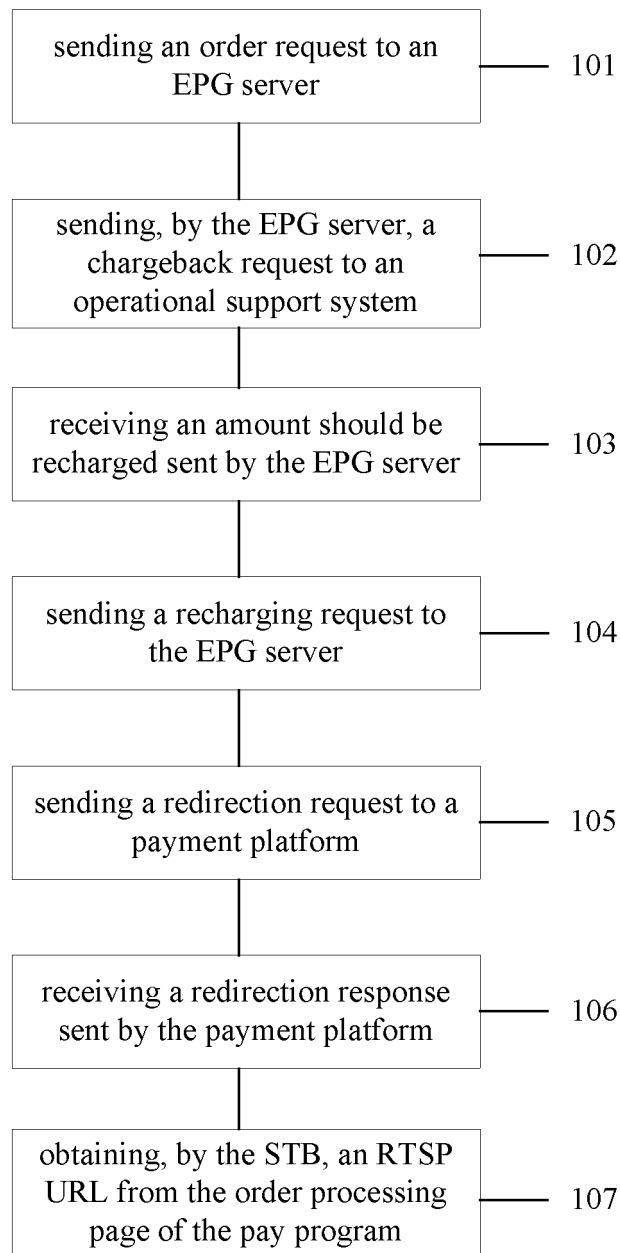 sending an order request to an
EPG server
101
sending, by the EPG server, a
chargeback request to an
operational support system
102
receiving an amount should be
recharged sent by the EPG server
103
sending a recharging request to
the EPG server
104
sending a redirection request to a
payment platform
105
receiving a redirection response
sent by the payment platform
106
obtaining, by the STB, an RTSP
URL from the order processing
page of the pay program
107